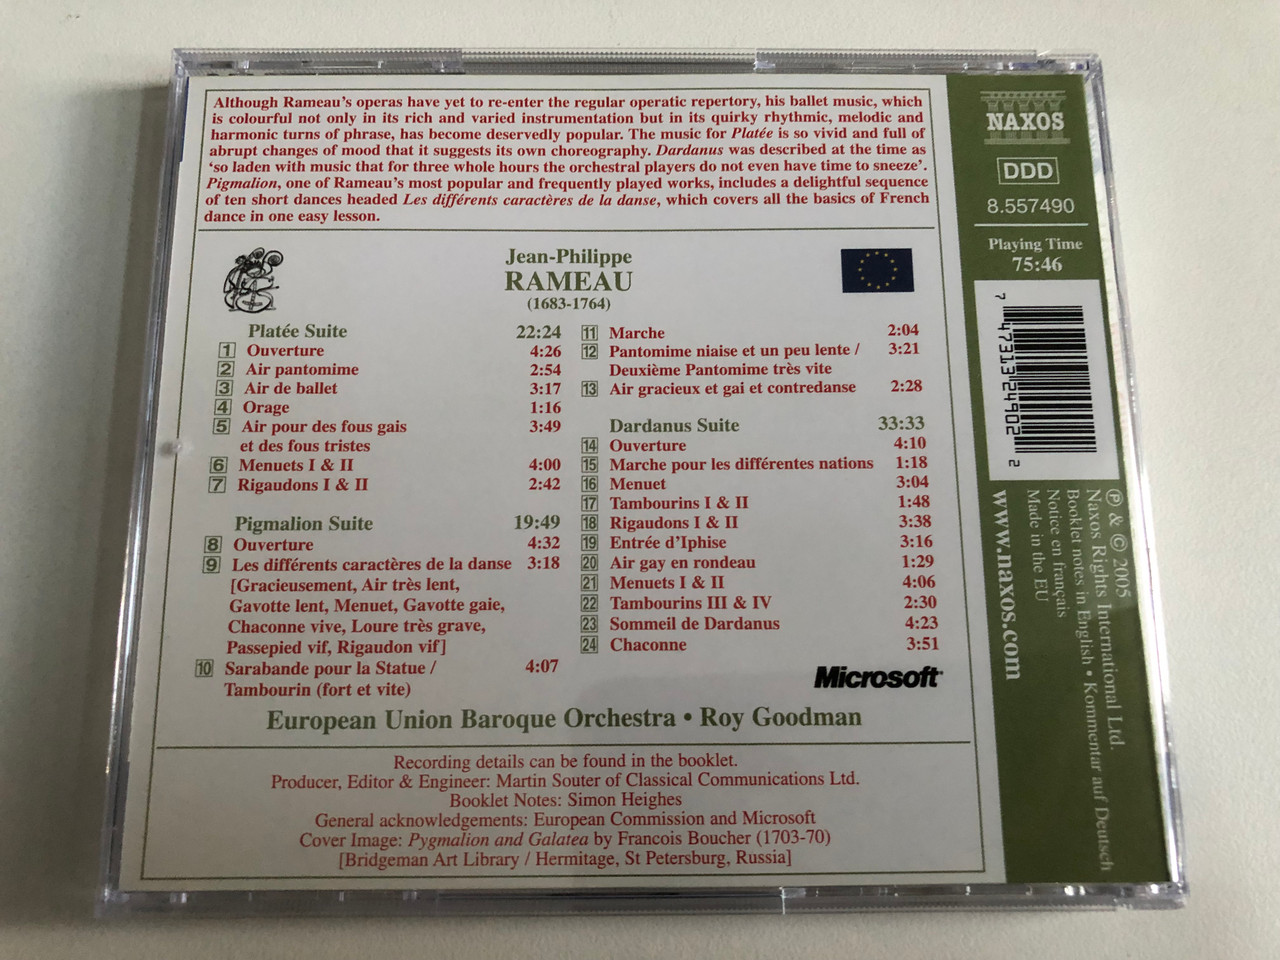 Although Rameau's operas have yet to re-enter the regular operatic repertory, his ballet music, which
is colourful not only in its rich and varied instrumentation but in its quirky rhythmic, melodic and
harmonic turns of phrase, has become deservedly popular. The music for Platée is so vivid and full of
abrupt changes of mood that it suggests its own choreography. Dardanus was described at the time as
'so laden with music that for three whole hours the orchestral players do not even have time to sneeze'.
Pigmalion, one of Rameau's most popular and frequently played works, includes a delightful sequence
of ten short dances headed Les différents caractères de la danse, which covers all the basics of French
dance in one easy lesson.
Jean-Philippe
RAMEAU
(1683-1764)
Platée Suite 22:24
1 Ouverture 4:26
2 Air pantomime 2:54
3 Air de ballet 3:17
4 Orage 1:16
5 Air pour des fous gais 3:49
et des fous tristes
6 Menuets I & II 4:00
7 Rigaudons I & II 2:42
Pigmalion Suite 19:49
8 Ouverture 4:32
9 Les différents caractères de la danse 3:18
[Gracieusement, Air très lent,
Gavotte lent, Menuet, Gavotte gaie,
Chaconne vive, Loure très grave,
Passepied vif, Rigaudon vif]
10 Sarabande pour la Statue / 4:07
Tambourin (fort et vite)
11 Marche 2:04
12 Pantomime niaise et un peu lente / 3:21
Deuxième Pantomime très vite
13 Air gracieux et gai et contredanse 2:28
Dardanus Suite 33:33
14 Ouverture 4:10
15 Marche pour les différentes nations 1:18
16 Menuet 3:04
17 Tambourins I & II 1:48
18 Rigaudons I & II 3:38
19 Entrée d'Iphise 3:16
20 Air gay en rondeau 1:29
21 Menuets I & II 4:06
22 Tambourins III & IV 2:30
23 Sommeil de Dardanus 4:23
24 Chaconne 3:51
Microsoft
European Union Baroque Orchestra • Roy Goodman
Recording details can be found in the booklet.
Producer, Editor & Engineer: Martin Souter of Classical Communications Ltd.
Booklet Notes: Simon Heighes
General acknowledgements: European Commission and Microsoft
Cover Image: Pygmalion and Galatea by Francois Boucher (1703-70)
[Bridgeman Art Library / Hermitage, St Petersburg, Russia]
NAXOS
DDD
8.557490
Playing Time
75:46
7 47313 24902 2
℗ & © 2005
Naxos Rights International Ltd.
Booklet notes in English • Kommentar auf Deutsch
Notice en français
Made in the EU
www.naxos.com